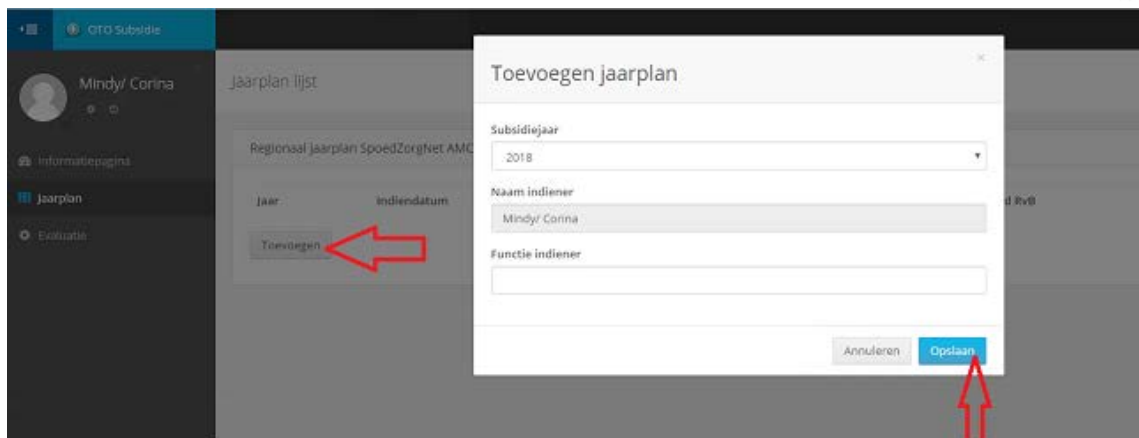 OTO Subsidie
Mindy/ Corina
Informatiepagina
Jaarplan
Evaluatie
Jaarplan lijst
Regionaal jaarplan SpoedZorgNet AMC
Jaar Indiendatum d RvB
Toevoegen
Toevoegen jaarplan
×
Subsidiejaar
2018
Naam indiener
Mindy/ Corina
Functie indiener
Annuleren Opslaan